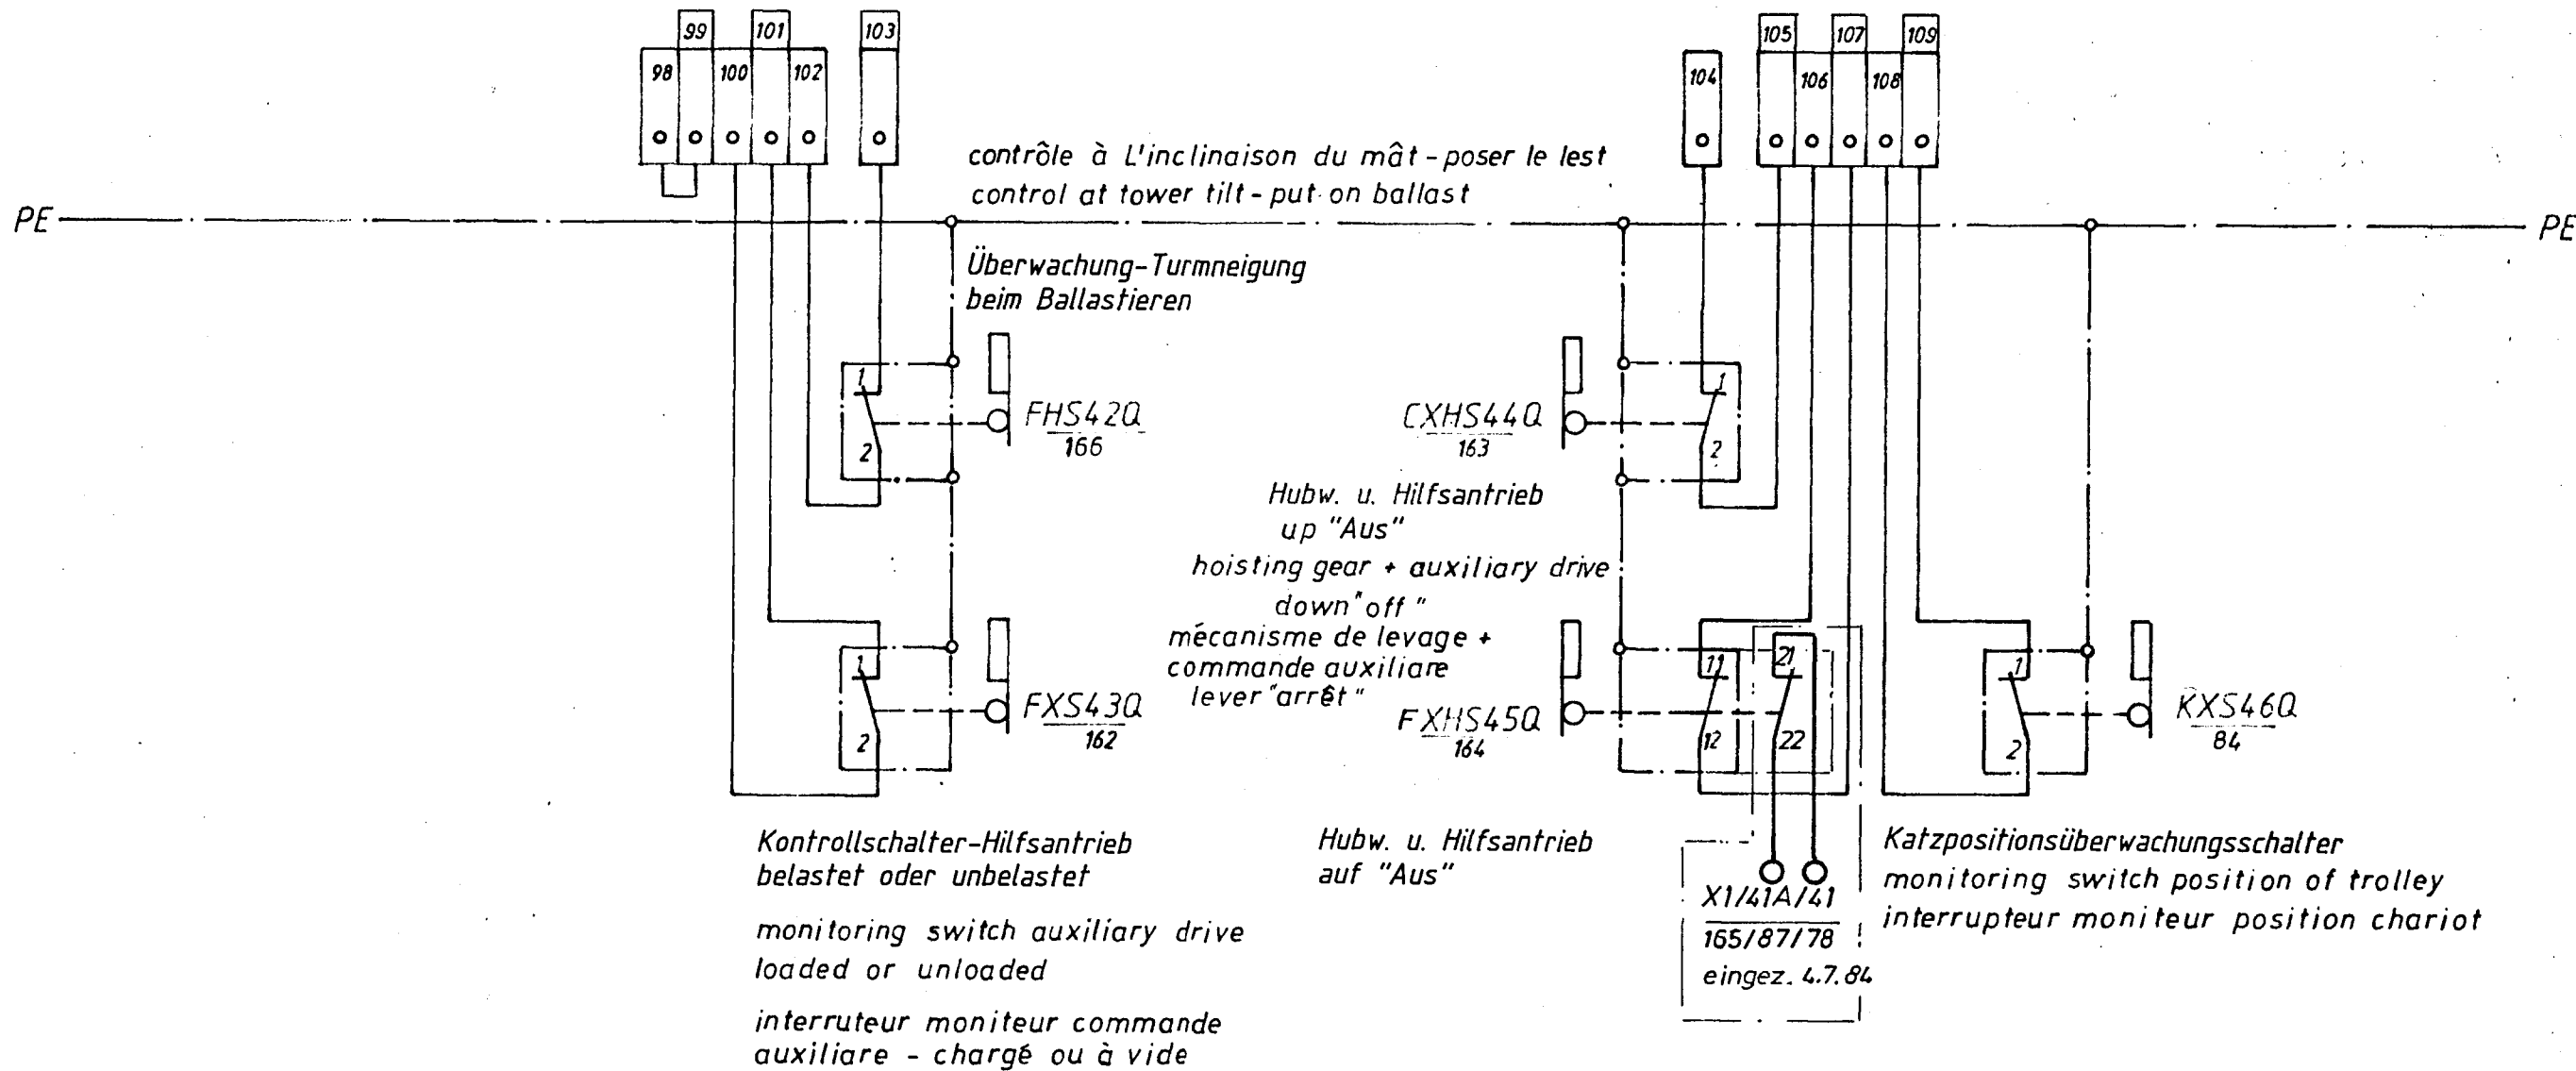 99
101
103
105
107
109
98
100
102
104
106
108
contrôle à L'inclinaison du mât - poser le lest
control at tower tilt - put on ballast
PE
PE
Überwachung-Turmneigung
beim Ballastieren
1
2
FHS42Q
166
CXHS44Q
163
1
2
Hubw. u. Hilfsantrieb
up "Aus"
hoisting gear + auxiliary drive
down "off"
mécanisme de levage +
commande auxiliare
lever "arrêt"
1
2
FXS43Q
162
FXHS45Q
164
11
12
21
22
1
2
KXS46Q
84
Kontrollschalter-Hilfsantrieb
belastet oder unbelastet
monitoring switch auxiliary drive
loaded or unloaded
interruteur moniteur commande
auxiliare - chargé ou à vide
Hubw. u. Hilfsantrieb
auf "Aus"
X1/41A/41
165/87/78
eingez. 4.7.84
Katzpositionsüberwachungsschalter
monitoring switch position of trolley
interrupteur moniteur position chariot